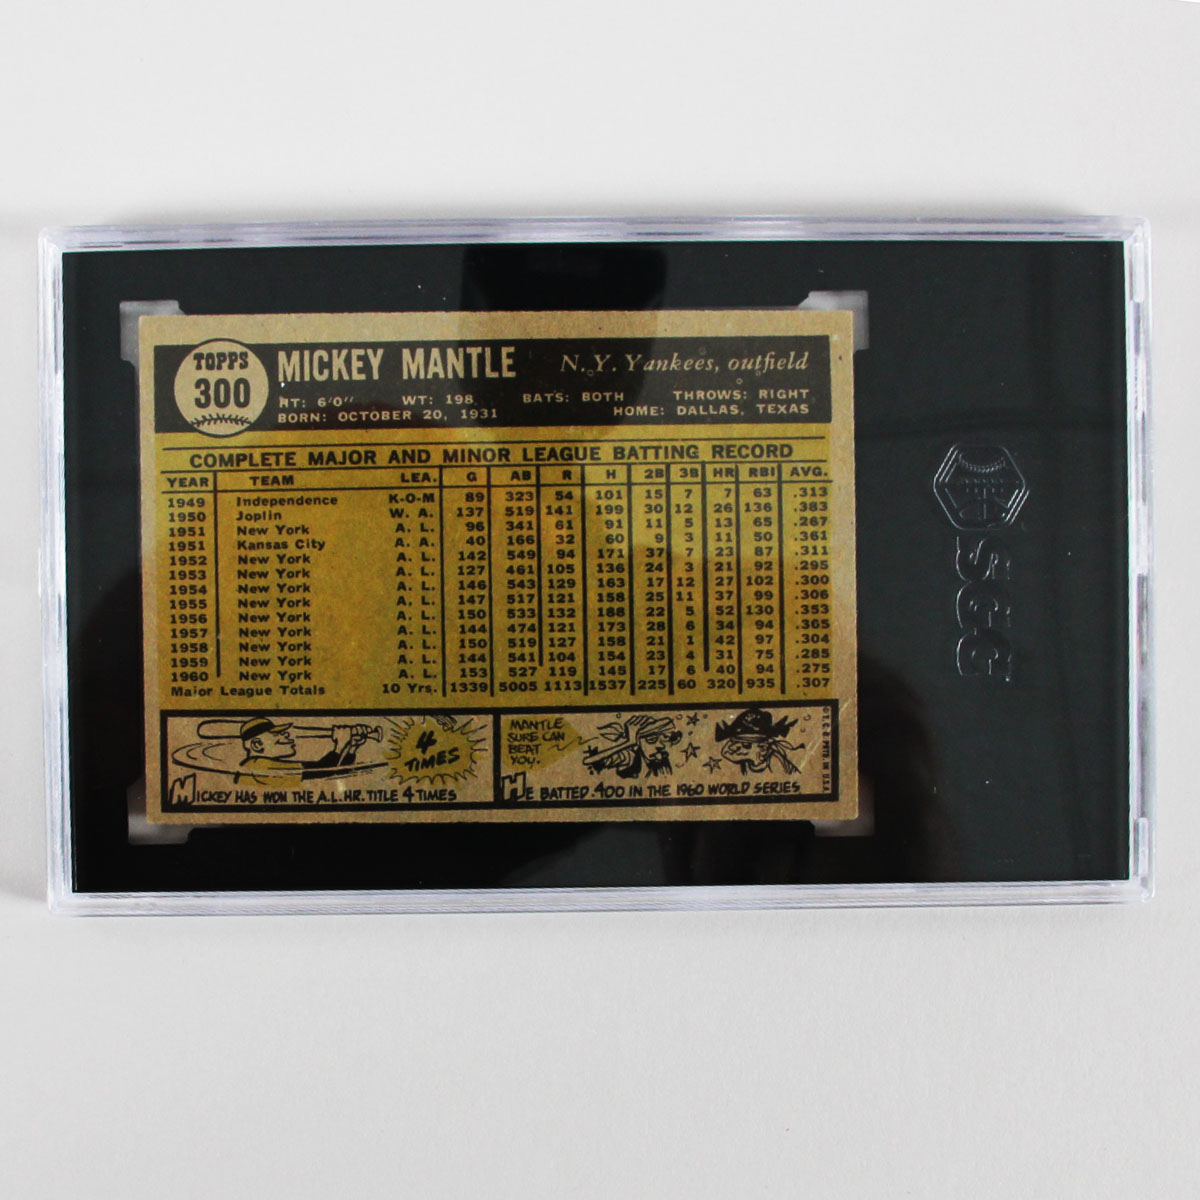 TOPPS
300
MICKEY MANTLE N.Y. Yankees, outfield
HT: 6'0" WT: 198 BATS: BOTH THROWS: RIGHT
BORN: OCTOBER 20, 1931 HOME: DALLAS, TEXAS
COMPLETE MAJOR AND MINOR LEAGUE BATTING RECORD
YEAR TEAM LEA. G AB R H 2B 3B HR RBI AVG.
1949 Independence K-O-M 89 323 54 101 15 7 7 63 .313
1950 Joplin W. A. 137 519 141 199 30 12 26 136 .383
1951 New York A. L. 96 341 61 91 11 5 13 65 .267
1951 Kansas City A. A. 40 166 32 60 9 3 11 50 .361
1952 New York A. L. 142 549 94 171 37 7 23 87 .311
1953 New York A. L. 127 461 105 136 24 3 21 92 .295
1954 New York A. L. 146 543 129 163 17 12 27 102 .300
1955 New York A. L. 147 517 121 158 25 11 37 99 .306
1956 New York A. L. 150 533 132 188 22 5 52 130 .353
1957 New York A. L. 144 474 121 173 28 6 34 94 .365
1958 New York A. L. 150 519 127 158 21 1 42 97 .304
1959 New York A. L. 144 541 104 154 23 4 31 75 .285
1960 New York A. L. 153 527 119 145 17 6 40 94 .275
Major League Totals 10 Yrs. 1339 5005 1113 1537 225 60 320 935 .307
4
TIMES
MICKEY HAS WON THE A.L. HR. TITLE 4 TIMES
MANTLE
SURE CAN
BEAT
YOU.
HE BATTED .400 IN THE 1960 WORLD SERIES
© T.C.G. PRTD. IN U.S.A.
SGC